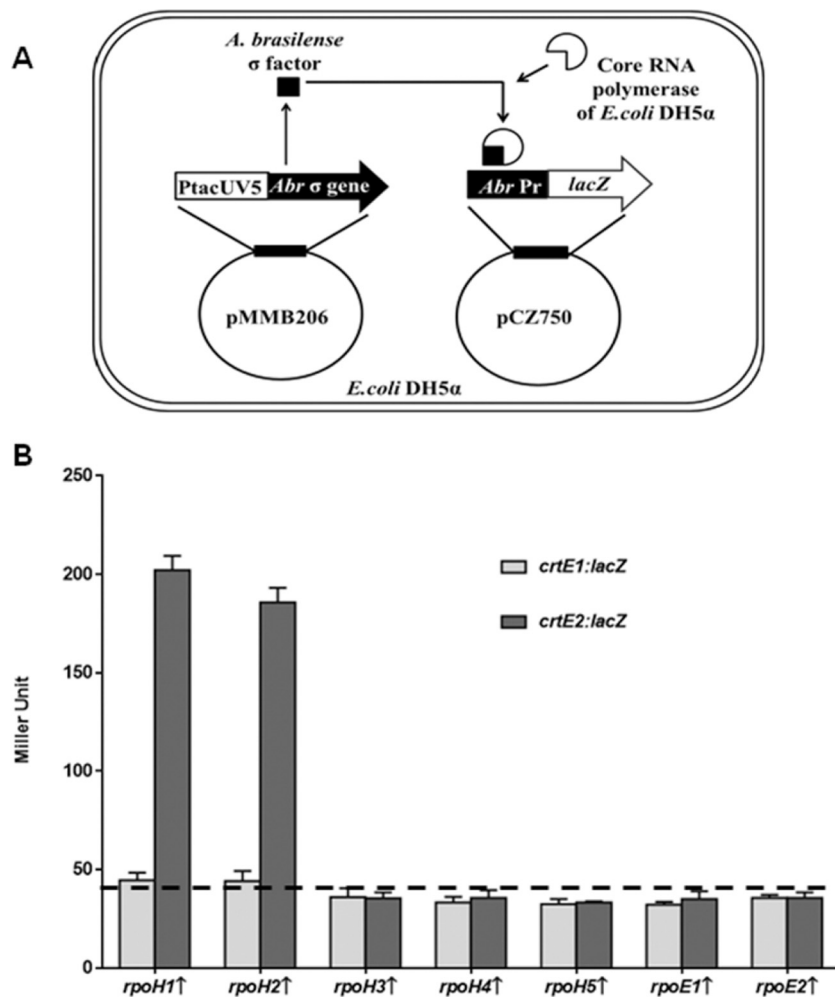 A
A. brasilense
σ factor
Core RNA
polymerase
of E.coli DH5α
PtacUV5 Abr σ gene
Abr Pr lacZ
pMMB206
pCZ750
E.coli DH5α
B
250
200
150
100
50
0
Miller Unit
crtE1:lacZ
crtE2:lacZ
rpoH1↑ rpoH2↑ rpoH3↑ rpoH4↑ rpoH5↑ rpoE1↑ rpoE2↑